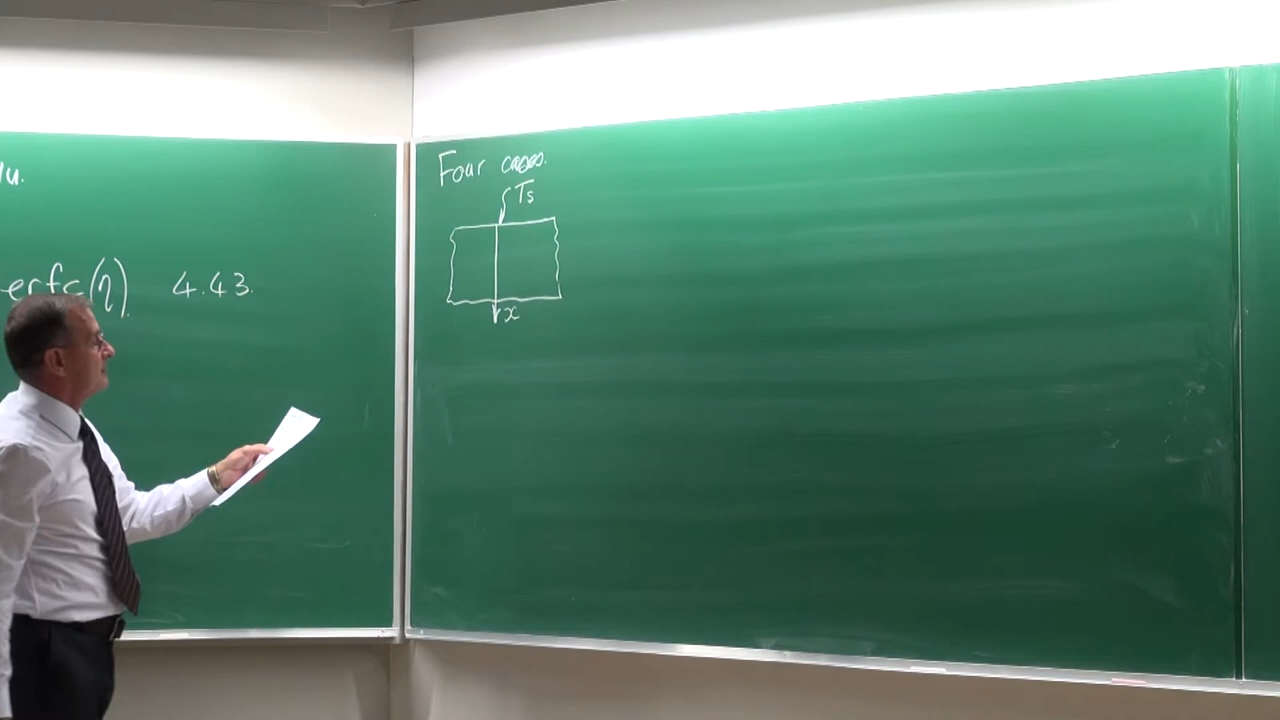 erfc(η) 4.43.
Four cases.
Ts
x